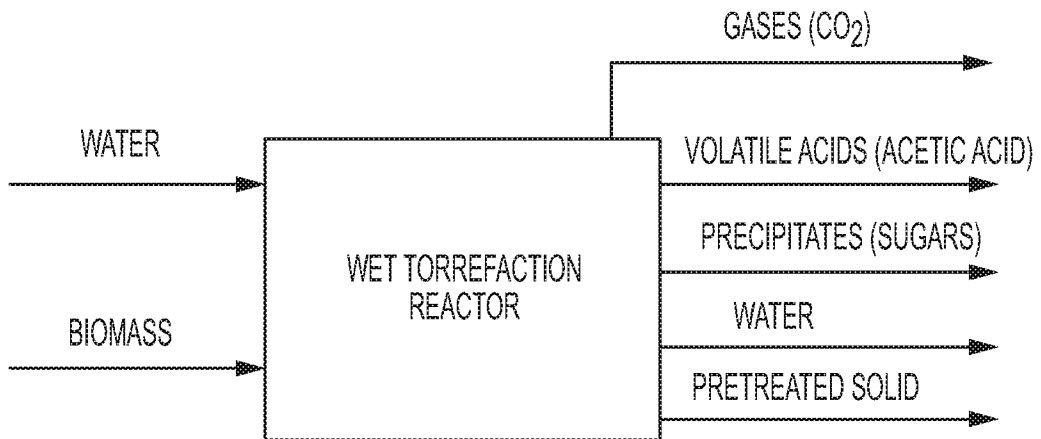 GASES (CO₂)
WATER
VOLATILE ACIDS (ACETIC ACID)
PRECIPITATES (SUGARS)
WET TORREFACTION
REACTOR
WATER
BIOMASS
PRETREATED SOLID